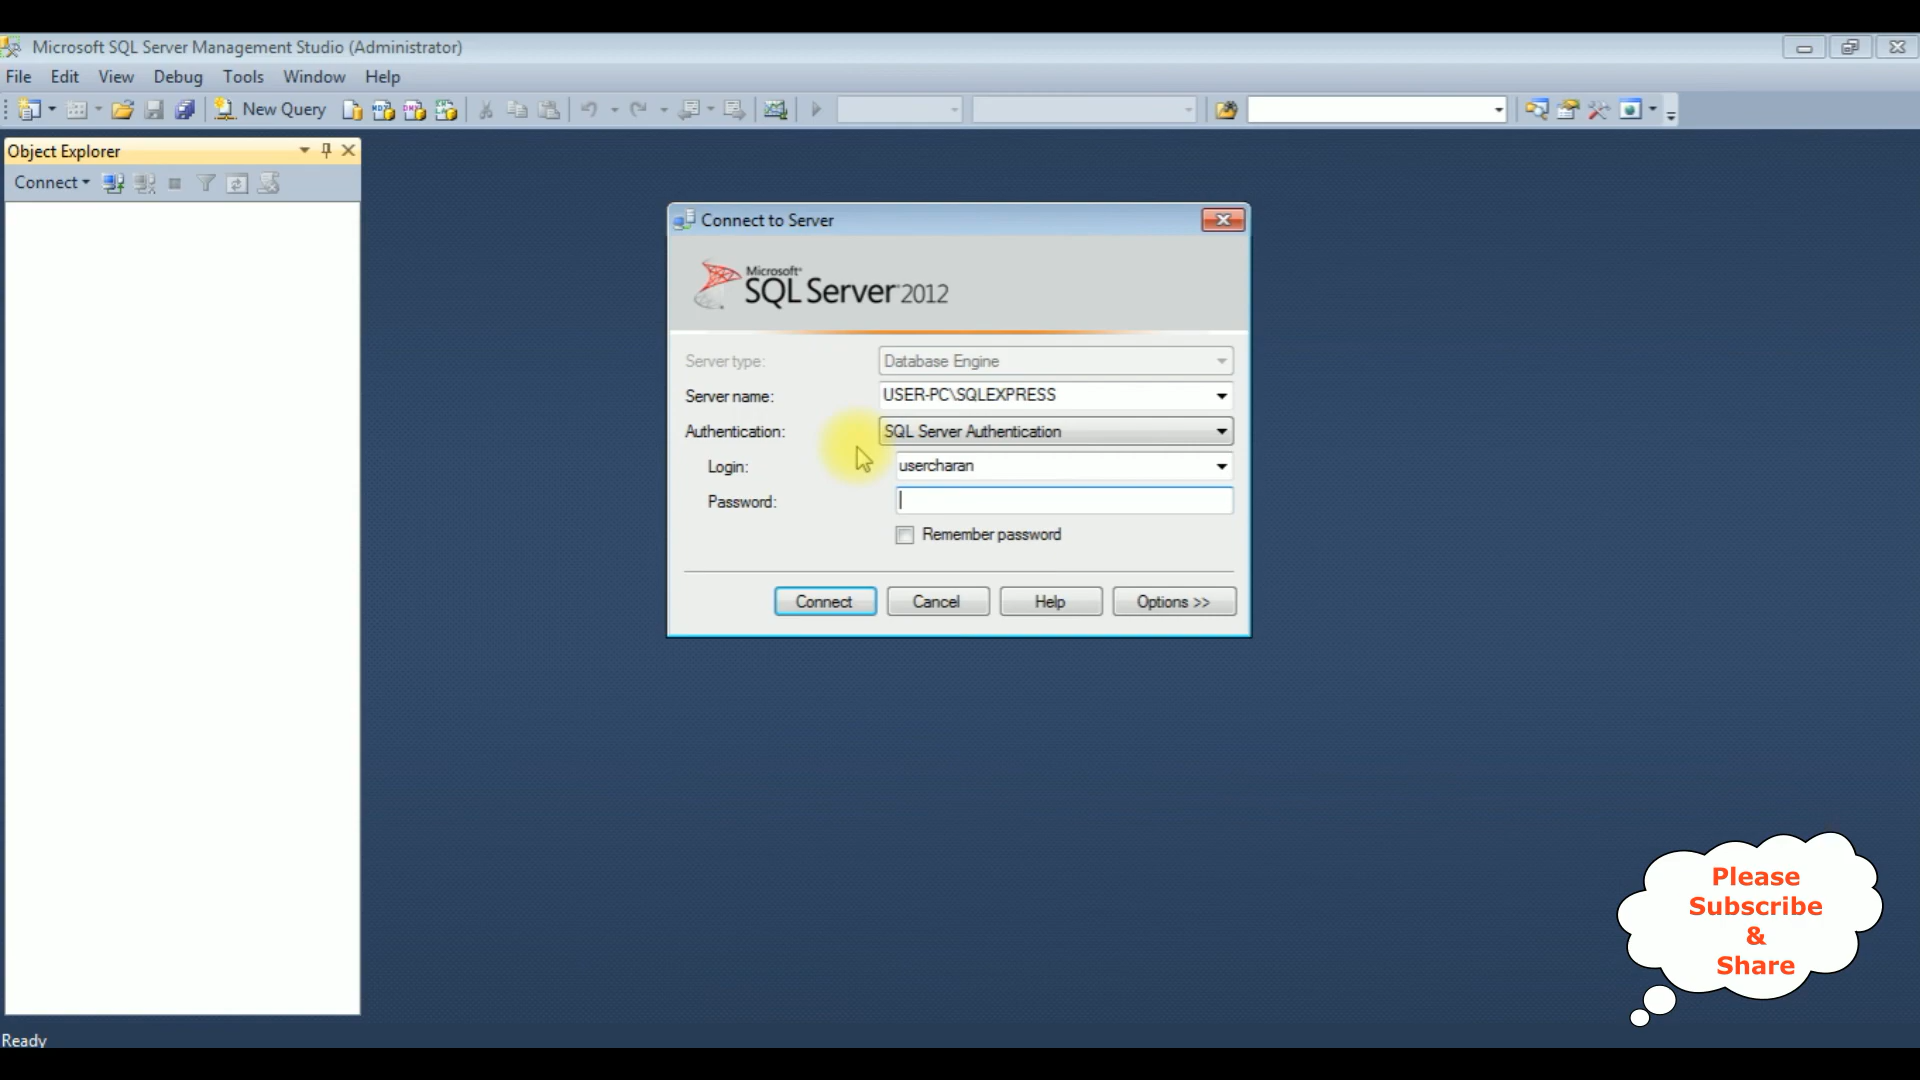 Microsoft SQL Server Management Studio (Administrator)
File Edit View Debug Tools Window Help
New Query
Object Explorer
Connect
Connect to Server
Microsoft
SQL Server 2012
Server type: Database Engine
Server name: USER-PC\SQLEXPRESS
Authentication: SQL Server Authentication
Login: usercharan
Password:
Remember password
Connect Cancel Help Options >>
Please
Subscribe
&
Share
Ready